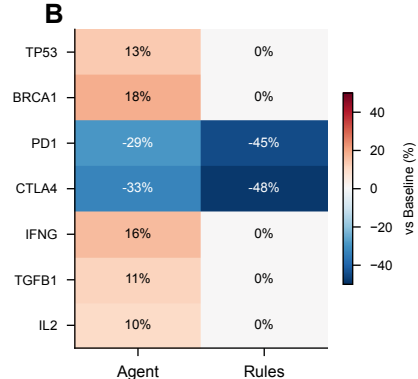 B
TP53 13% 0%
BRCA1 18% 0%
PD1 -29% -45%
CTLA4 -33% -48%
IFNG 16% 0%
TGFB1 11% 0%
IL2 10% 0%
Agent Rules
40
20
0
−20
−40
vs Baseline (%)